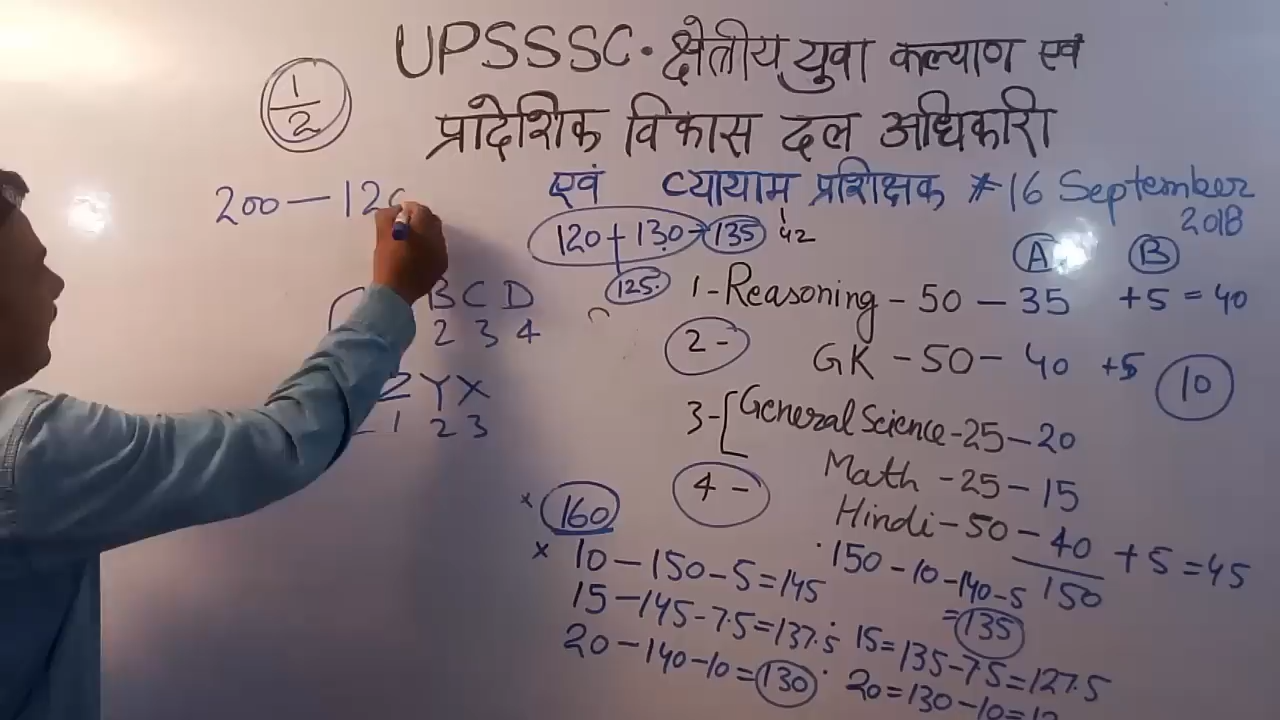 UPSSSC. क्षेत्रीय युवा कल्याण एवं
1/2
प्रादेशिक विकास दल अधिकारी
एवं व्यायाम प्रशिक्षक # 16 September
2018
200 — 12
120 + 130 → 135 42
125.
A B
1 - Reasoning - 50 - 35 +5 = 40
B C D
2 3 4
2 - GK - 50 - 40 +5
10
Z Y X
1 2 3
3 - [ General Science - 25 - 20
Math - 25 - 15
4 -
Hindi - 50 - 40 + 5 = 45
150
× 160
× 10 - 150 - 5 = 145
15 - 145 - 7.5 = 137.5
20 - 140 - 10 = 130
150 - 10 - 140 - 5
= 135
15 = 135 - 7.5 = 127.5
20 = 130 - 10 =